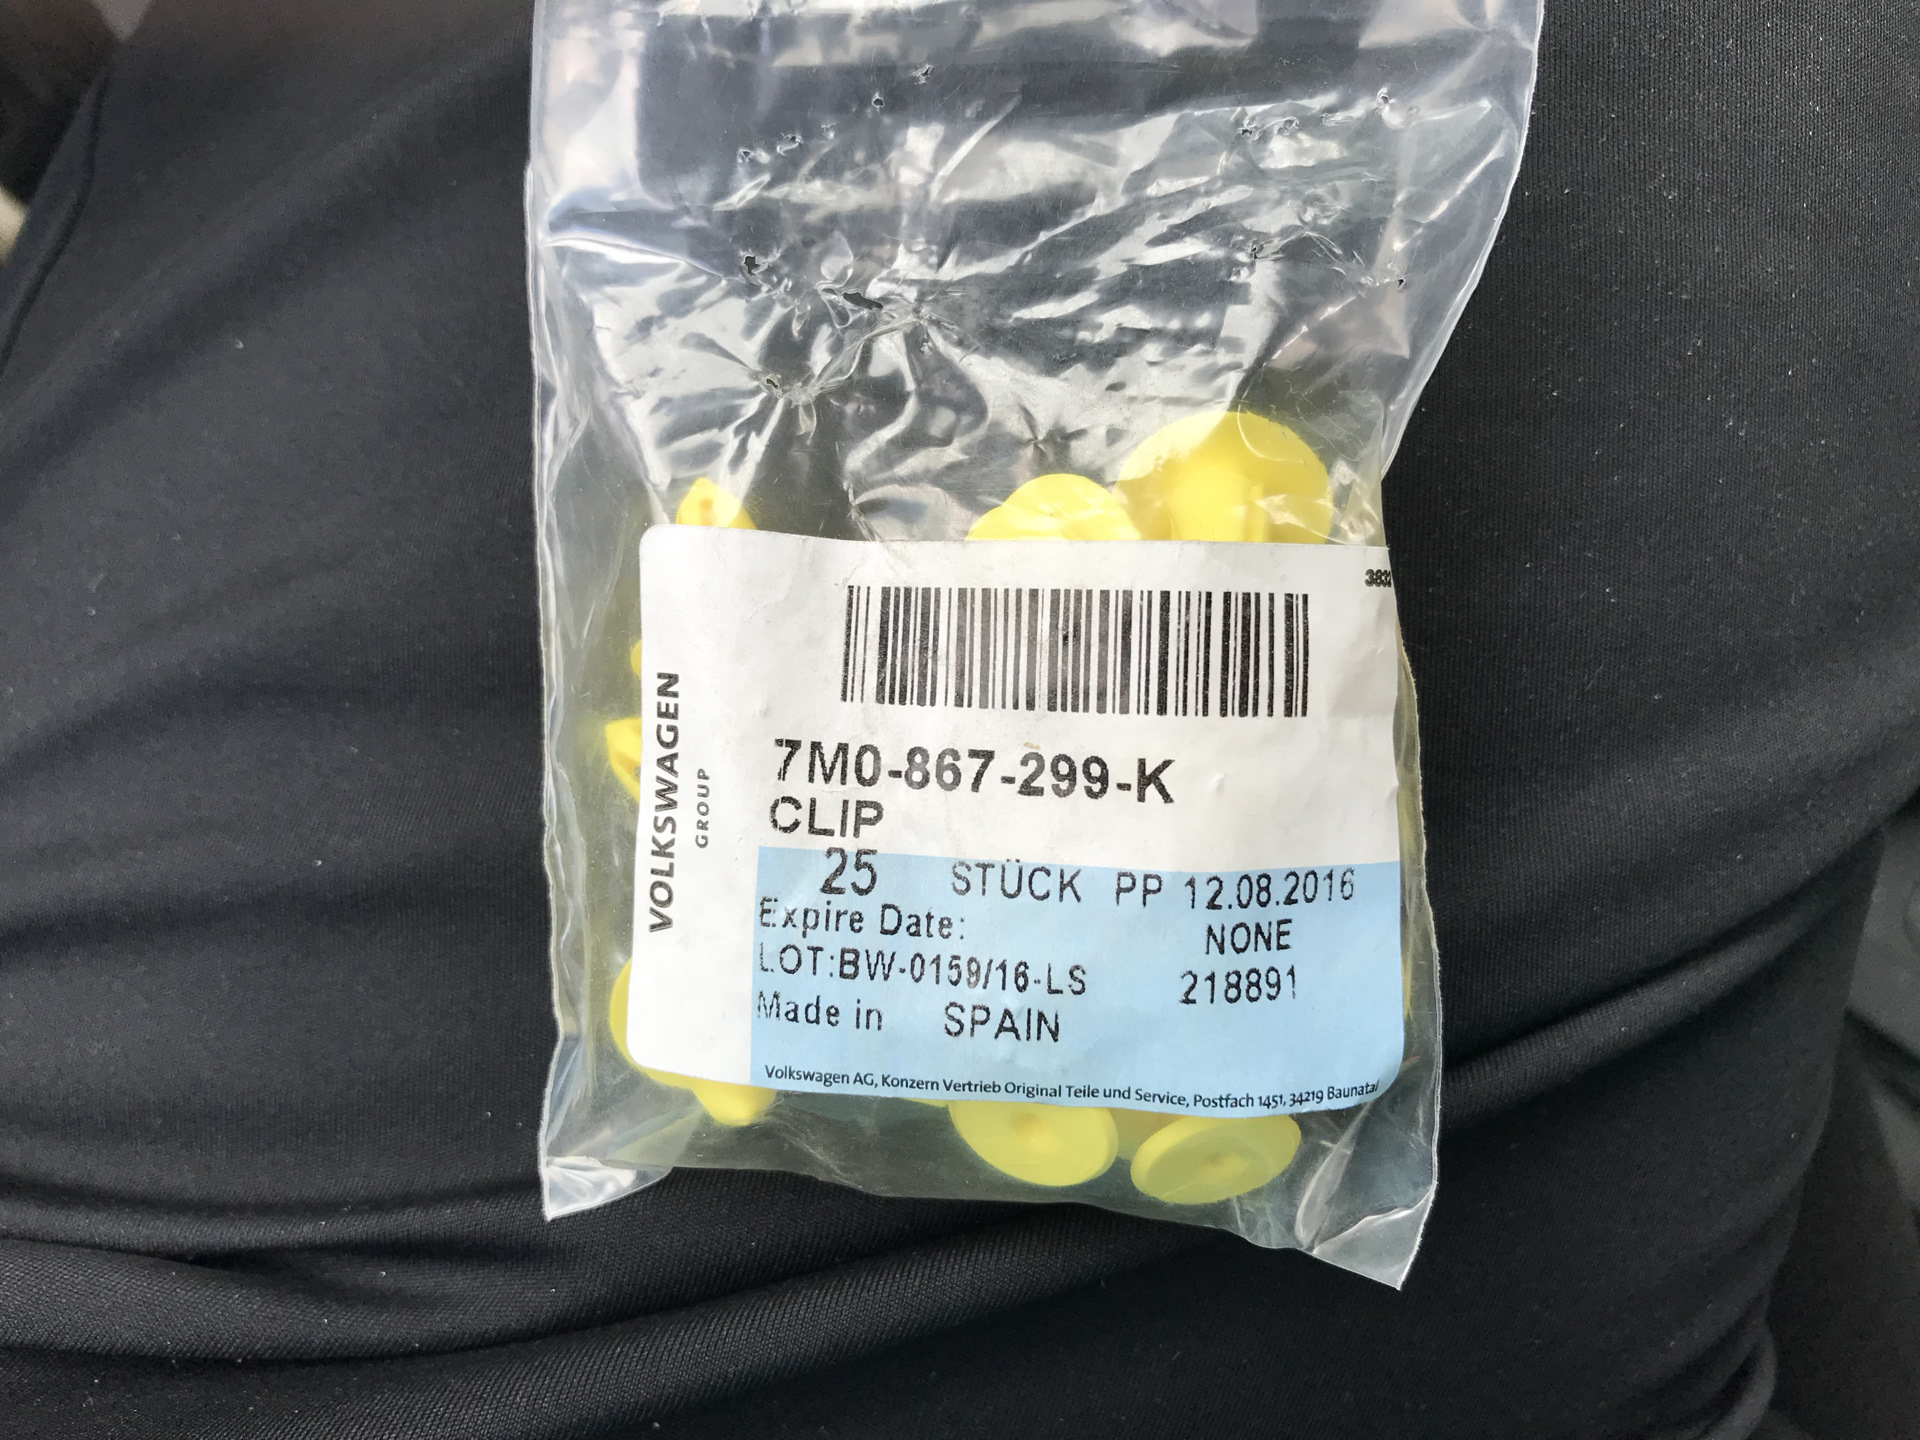 3832
VOLKSWAGEN
GROUP
7M0-867-299-K
CLIP
25 STÜCK PP 12.08.2016
Expire Date: NONE
LOT:BW-0159/16-LS 218891
Made in SPAIN
Volkswagen AG, Konzern Vertrieb Original Teile und Service, Postfach 1451, 34219 Baunatal